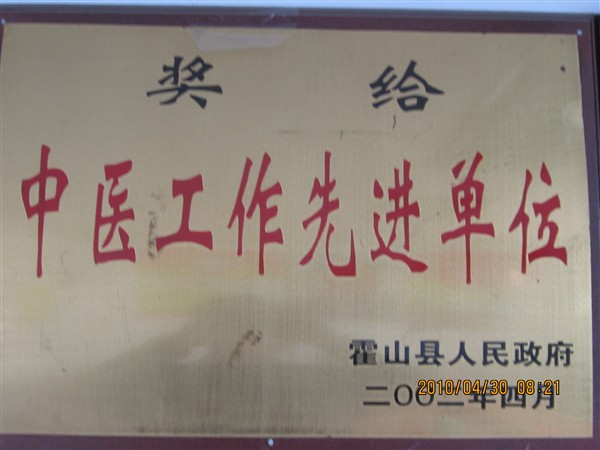 奖给
中医工作先进单位
霍山县人民政府
二〇〇二年四月
2010/04/30 08:21